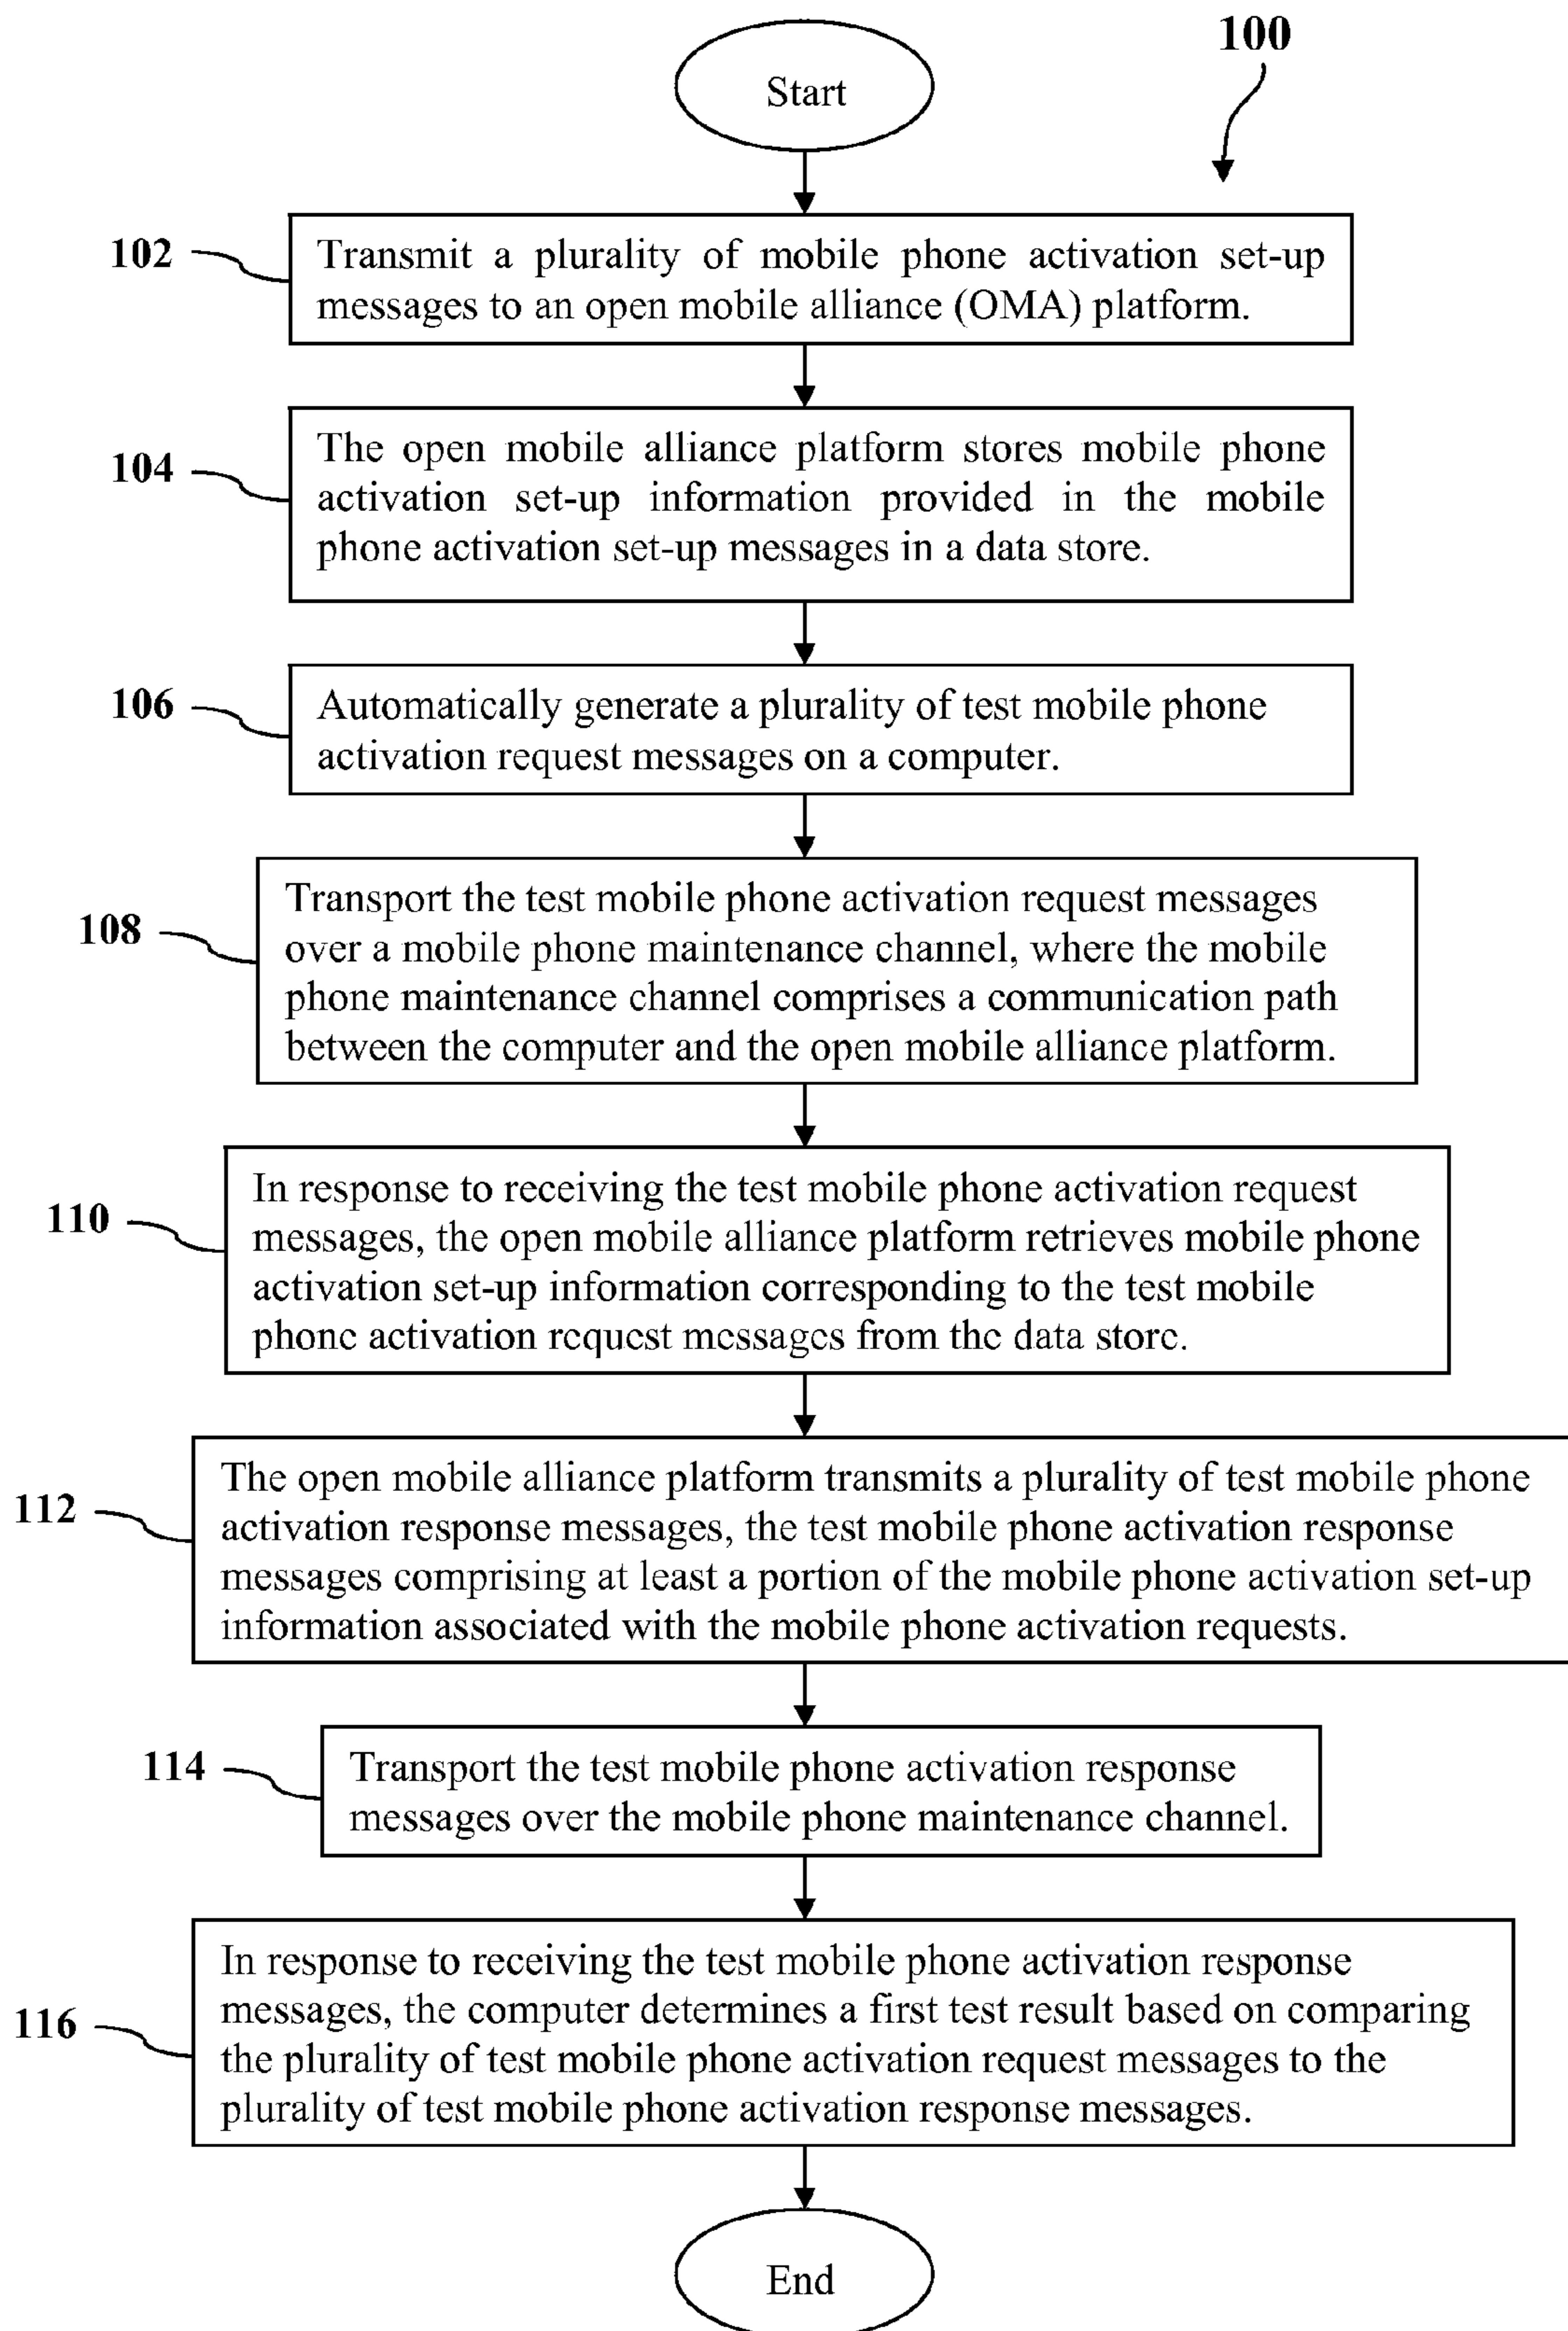 100
Start
102
Transmit a plurality of mobile phone activation set-up
messages to an open mobile alliance (OMA) platform.
104
The open mobile alliance platform stores mobile phone
activation set-up information provided in the mobile
phone activation set-up messages in a data store.
106
Automatically generate a plurality of test mobile phone
activation request messages on a computer.
108
Transport the test mobile phone activation request messages
over a mobile phone maintenance channel, where the mobile
phone maintenance channel comprises a communication path
between the computer and the open mobile alliance platform.
110
In response to receiving the test mobile phone activation request
messages, the open mobile alliance platform retrieves mobile phone
activation set-up information corresponding to the test mobile
phone activation request messages from the data store.
112
The open mobile alliance platform transmits a plurality of test mobile phone
activation response messages, the test mobile phone activation response
messages comprising at least a portion of the mobile phone activation set-up
information associated with the mobile phone activation requests.
114
Transport the test mobile phone activation response
messages over the mobile phone maintenance channel.
116
In response to receiving the test mobile phone activation response
messages, the computer determines a first test result based on comparing
the plurality of test mobile phone activation request messages to the
plurality of test mobile phone activation response messages.
End